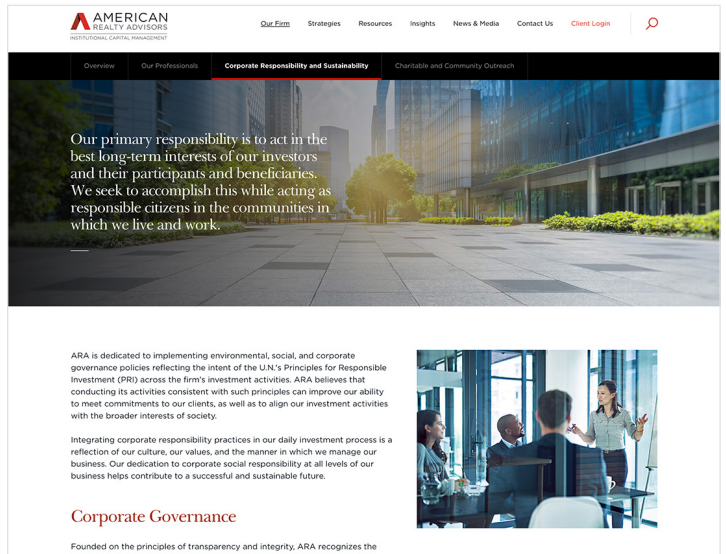 AMERICAN
REALTY ADVISORS
INSTITUTIONAL CAPITAL MANAGEMENT
Our Firm Strategies Resources Insights News & Media Contact Us Client Login
Overview Our Professionals Corporate Responsibility and Sustainability Charitable and Community Outreach
Our primary responsibility is to act in the
best long-term interests of our investors
and their participants and beneficiaries.
We seek to accomplish this while acting as
responsible citizens in the communities in
which we live and work.
ARA is dedicated to implementing environmental, social, and corporate
governance policies reflecting the intent of the U.N.'s Principles for Responsible
Investment (PRI) across the firm's investment activities. ARA believes that
conducting its activities consistent with such principles can improve our ability
to meet commitments to our clients, as well as to align our investment activities
with the broader interests of society.
Integrating corporate responsibility practices in our daily investment process is a
reflection of our culture, our values, and the manner in which we manage our
business. Our dedication to corporate social responsibility at all levels of our
business helps contribute to a successful and sustainable future.
Corporate Governance
Founded on the principles of transparency and integrity, ARA recognizes the